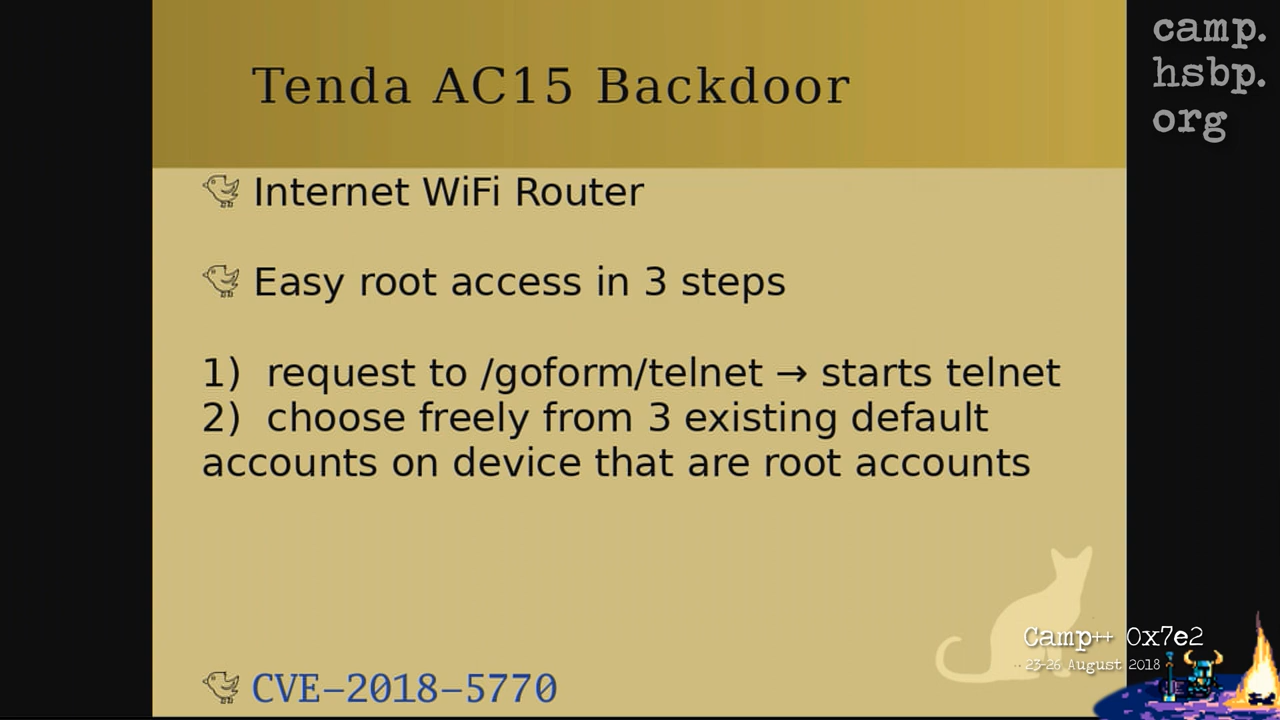 Tenda AC15 Backdoor
camp.
hsbp.
org
Internet WiFi Router
Easy root access in 3 steps
1) request to /goform/telnet → starts telnet
2) choose freely from 3 existing default
accounts on device that are root accounts
CVE–2018–5770
Camp++ 0x7e2
23-26 August 2018